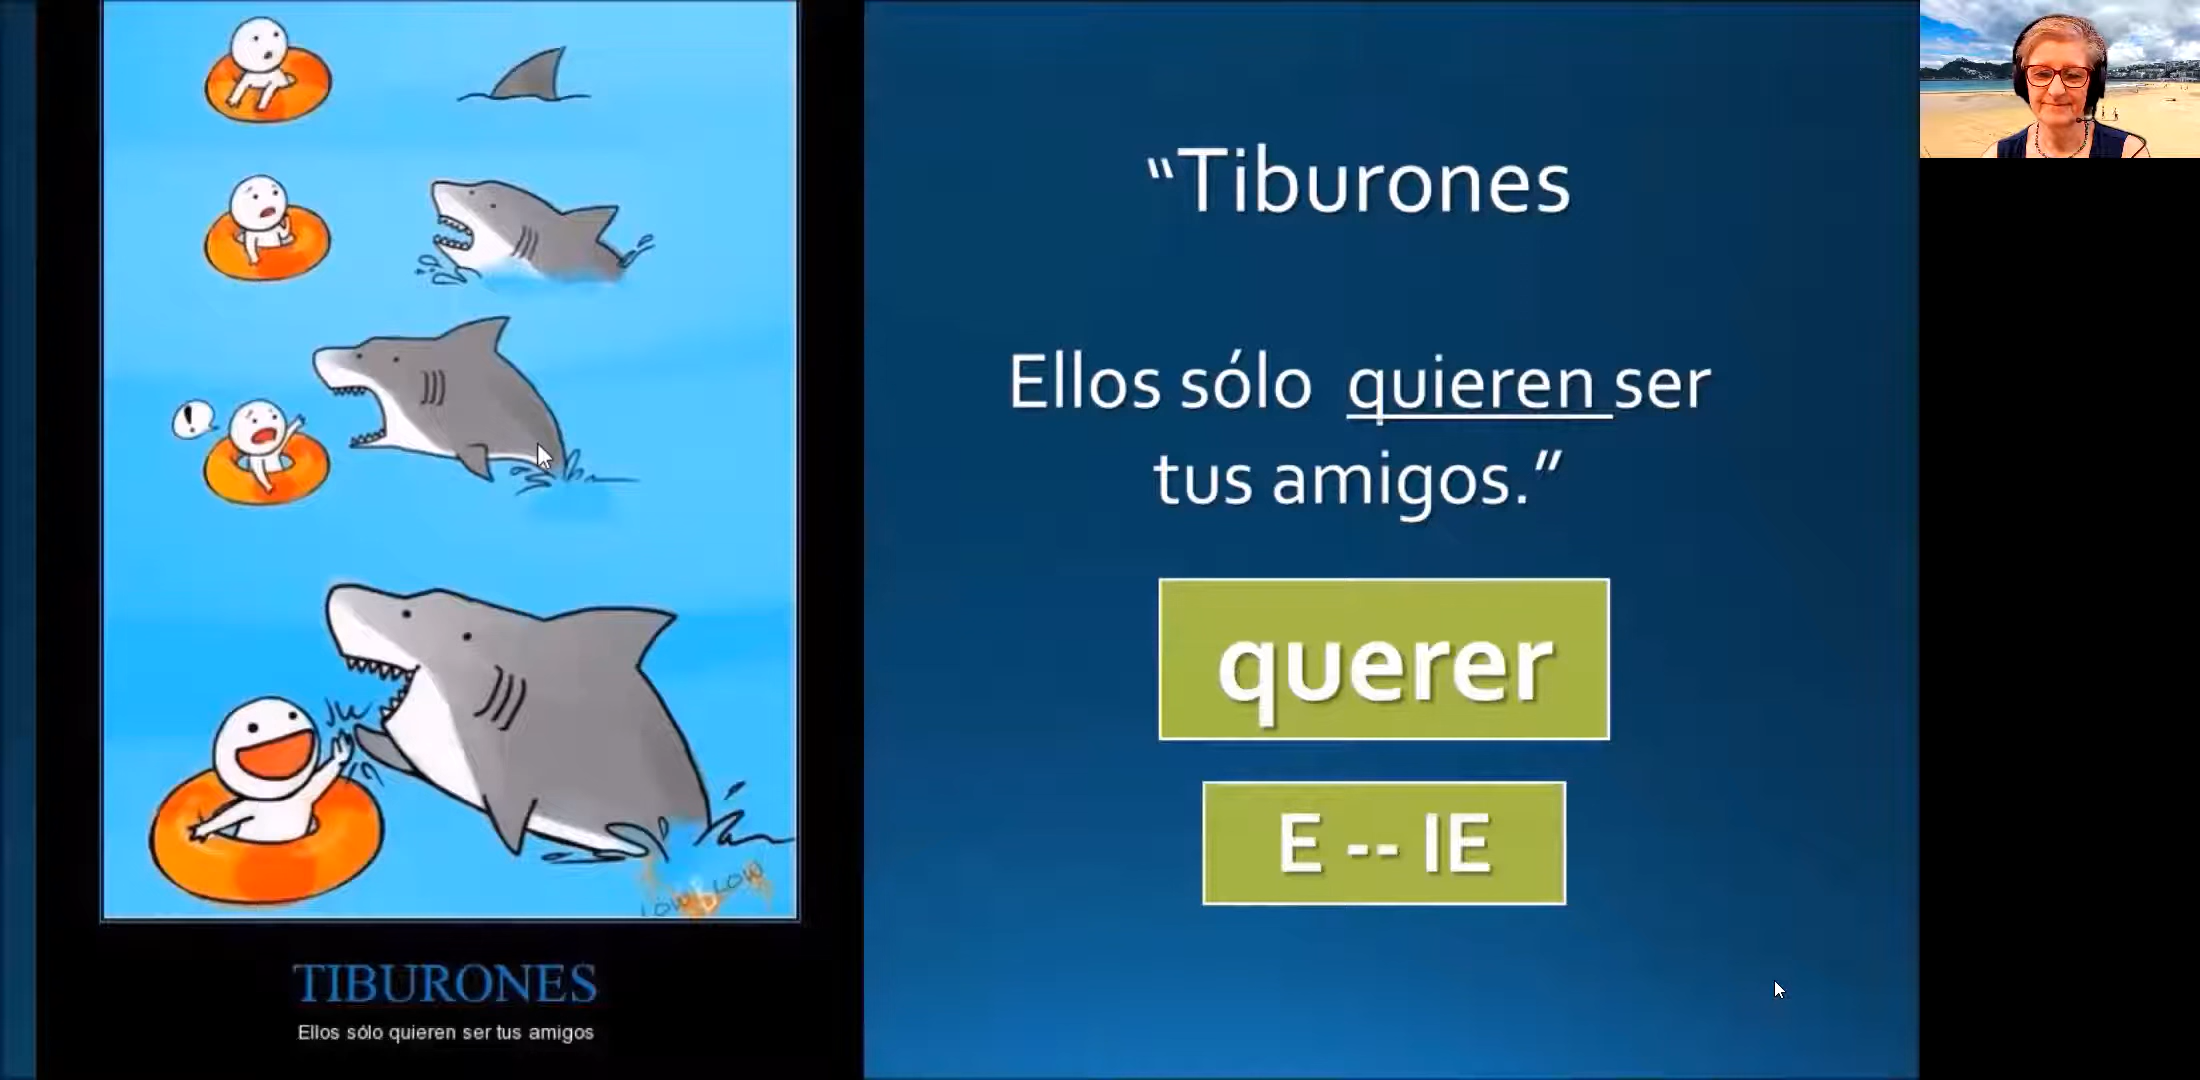 !
TIBURONES
Ellos sólo quieren ser tus amigos
“Tiburones
Ellos sólo quieren ser
tus amigos.”
querer
E -- IE